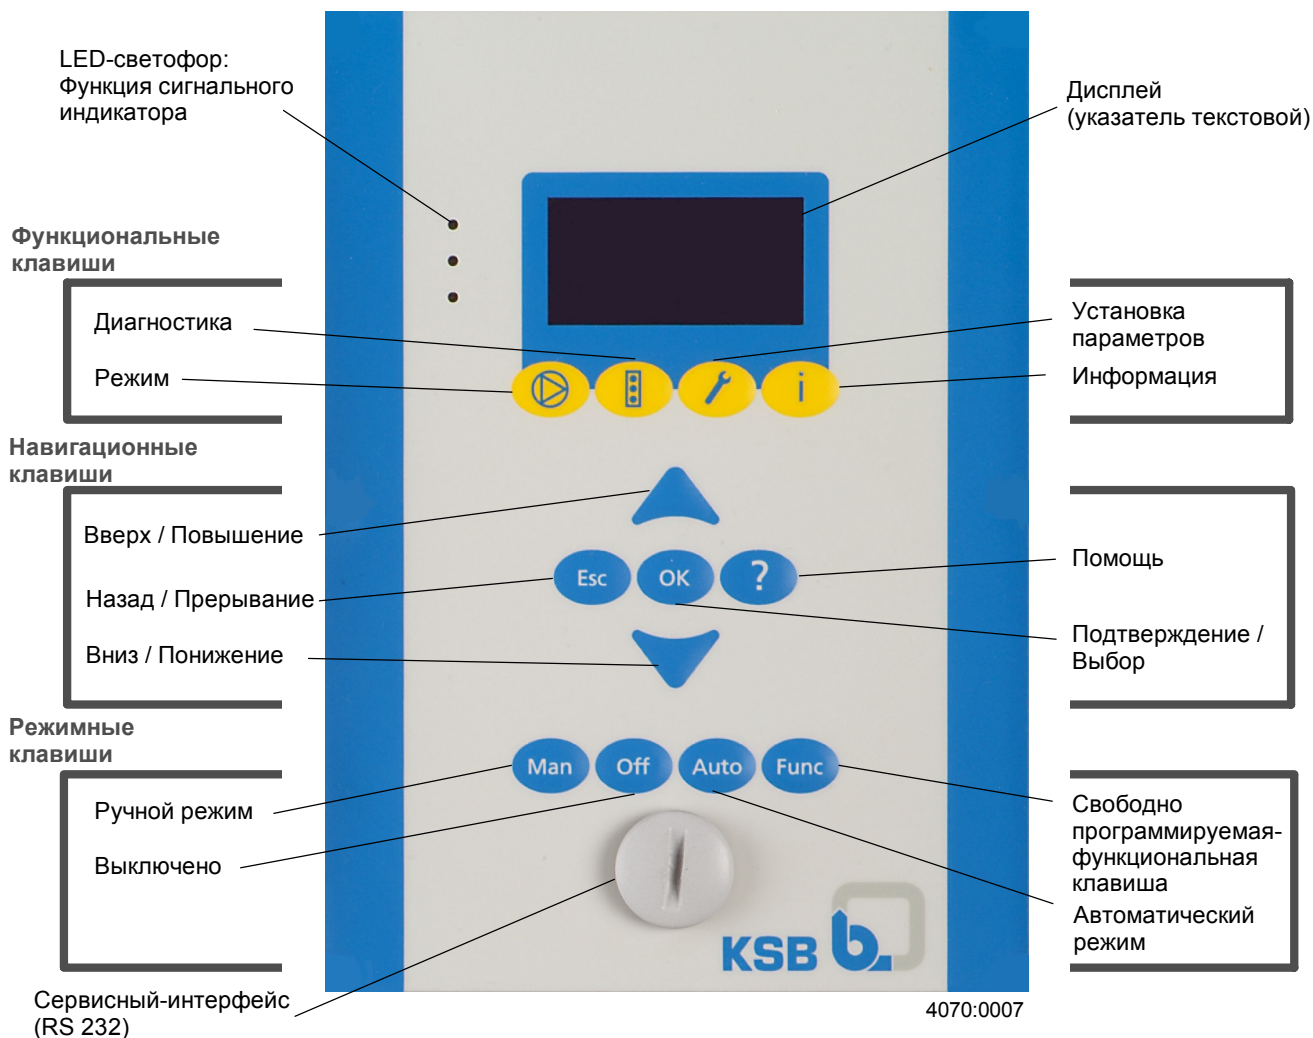 LED-светофор:
Функция сигнального
индикатора
Дисплей
(указатель текстовой)
Функциональные
клавиши
Диагностика
Режим
Установка
параметров
Информация
i
Навигационные
клавиши
Вверх / Повышение
Назад / Прерывание
Вниз / Понижение
Esc
OK
?
Помощь
Подтверждение /
Выбор
Режимные
клавиши
Man
Off
Auto
Func
Ручной режим
Выключено
Свободно
программируемая-
функциональная
клавиша
Автоматический
режим
KSB b
Сервисный-интерфейс
(RS 232)
4070:0007